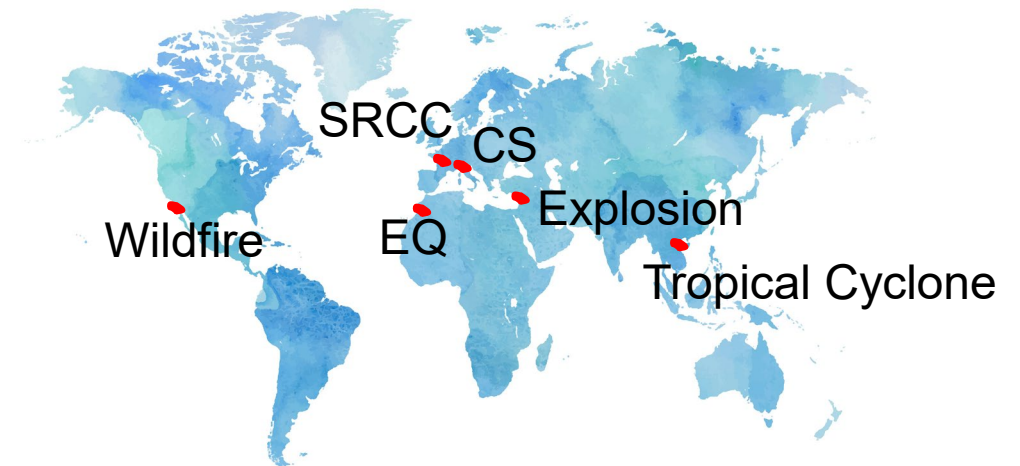 SRCC
CS
Explosion
EQ
Wildfire
Tropical Cyclone